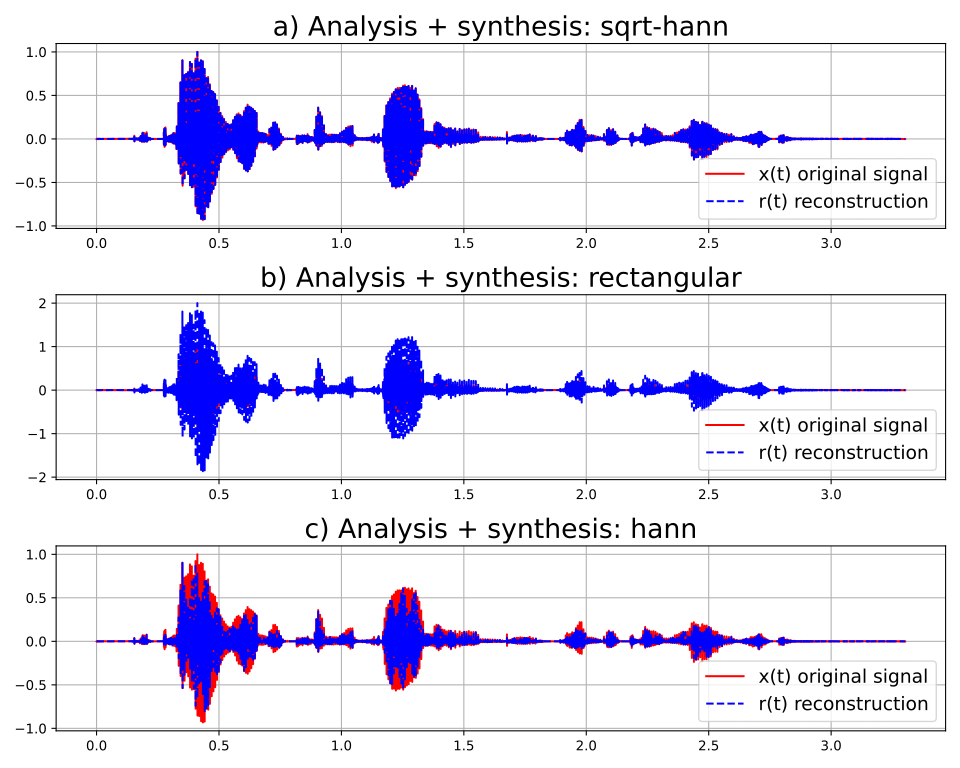 a) Analysis + synthesis: sqrt-hann
1.0
0.5
0.0
−0.5
−1.0
x(t) original signal
r(t) reconstruction
0.0 0.5 1.0 1.5 2.0 2.5 3.0
b) Analysis + synthesis: rectangular
2
1
0
−1
−2
x(t) original signal
r(t) reconstruction
0.0 0.5 1.0 1.5 2.0 2.5 3.0
c) Analysis + synthesis: hann
1.0
0.5
0.0
−0.5
−1.0
x(t) original signal
r(t) reconstruction
0.0 0.5 1.0 1.5 2.0 2.5 3.0